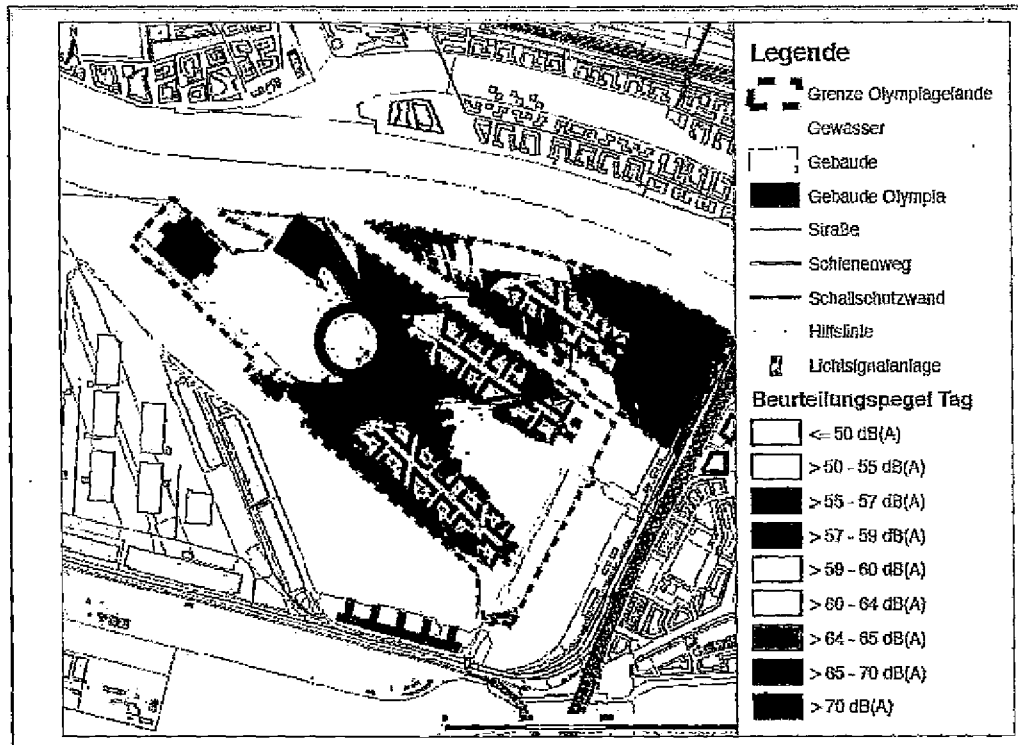 N
Legende
Grenze Olympiagelände
Gewässer
Gebäude
Gebäude Olympia
Straße
Schienenweg
Schallschutzwand
Hilfslinie
Lichtsignalanlage
Beurteilungspegel Tag
<= 50 dB(A)
> 50 - 55 dB(A)
> 55 - 57 dB(A)
> 57 - 59 dB(A)
> 59 - 60 dB(A)
> 60 - 64 dB(A)
> 64 - 65 dB(A)
> 65 - 70 dB(A)
> 70 dB(A)